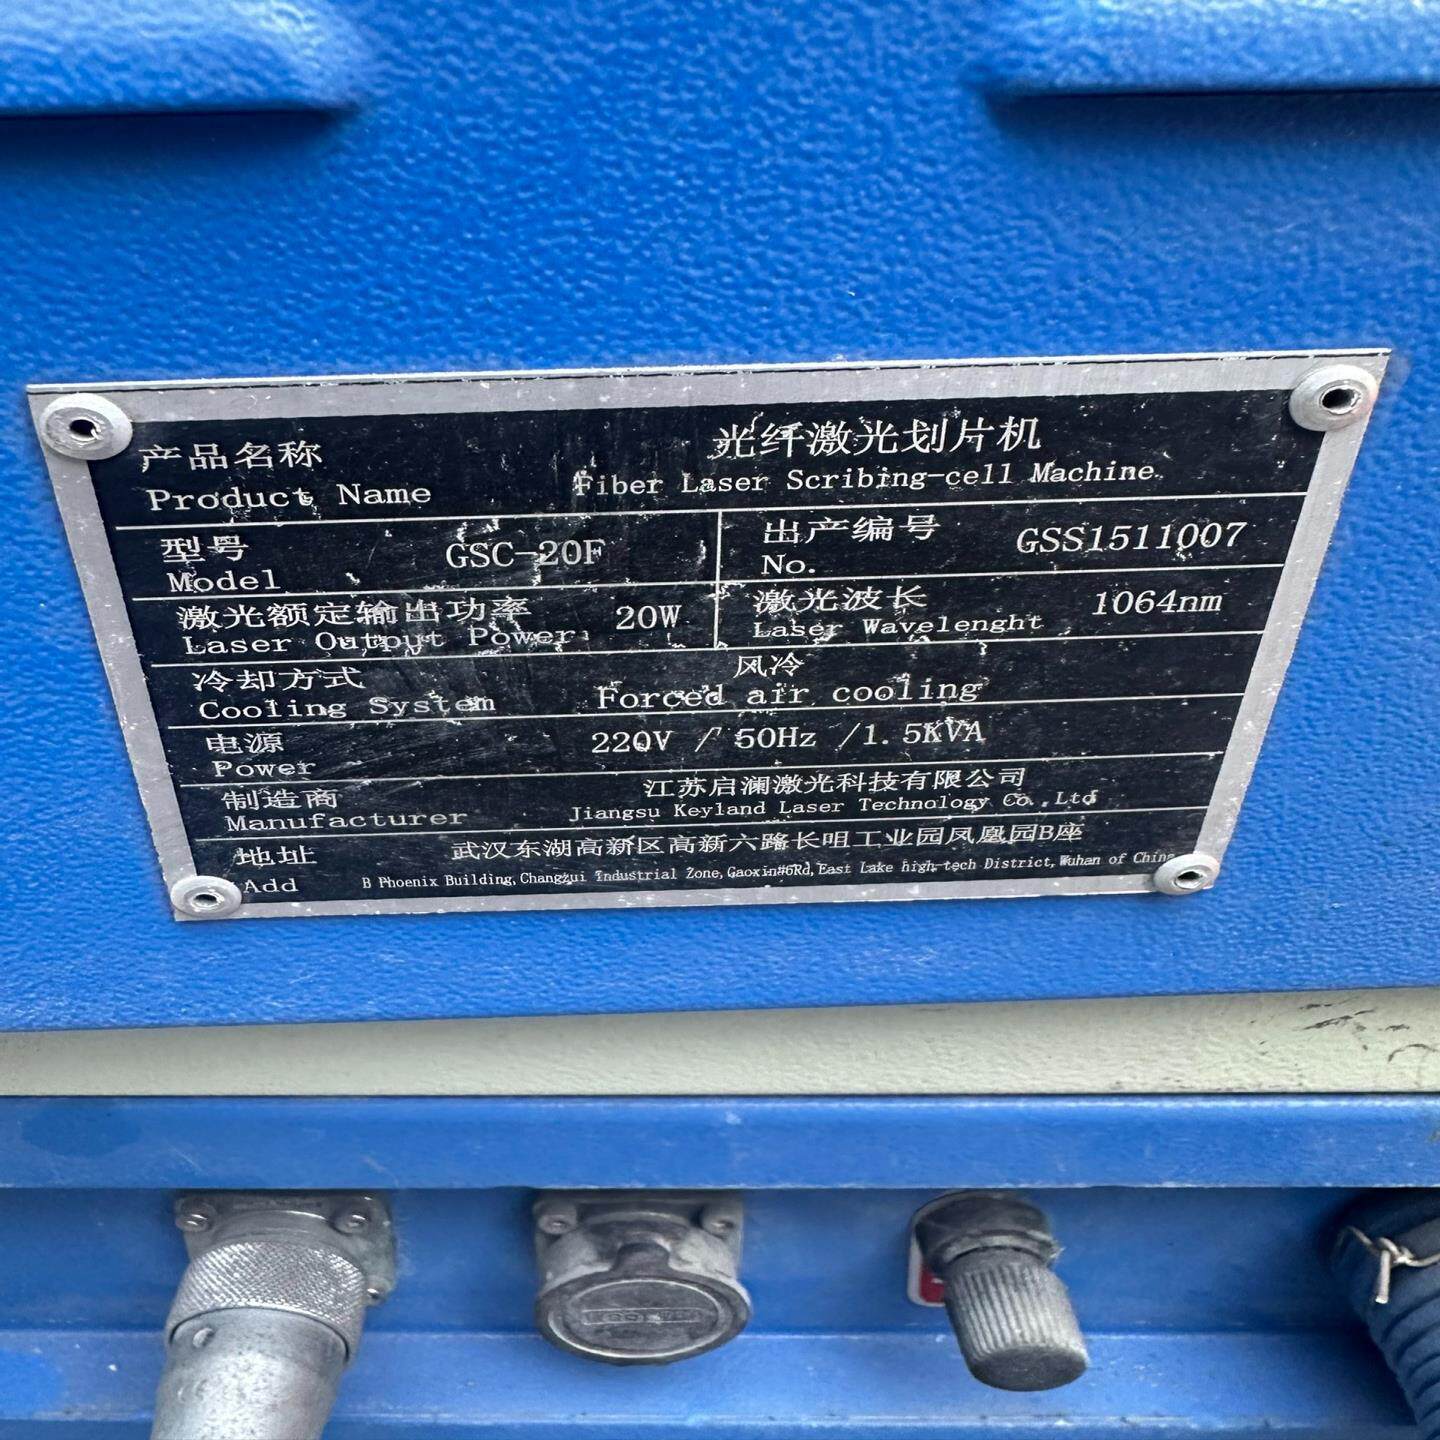 产品名称 光纤激光划片机
Product Name Fiber Laser Scribing-cell Machine
型号 GSC-20F 出产编号 GSS1511007
Model No.
激光额定输出功率 20W 激光波长 1064nm
Laser Output Power: Laser Wavelenght
冷却方式 风冷
Cooling System Forced air cooling
电源 220V / 50Hz /1.5KVA
Power
制造商 江苏启澜激光科技有限公司
Manufacturer Jiangsu Keyland Laser Technology Co.,Ltd
地址 武汉东湖高新区高新六路长咀工业园凤凰园B座
Add B Phoenix Building,Changzui Industrial Zone,Gaoxin#6Rd,East Lake high-tech District,Wuhan of China